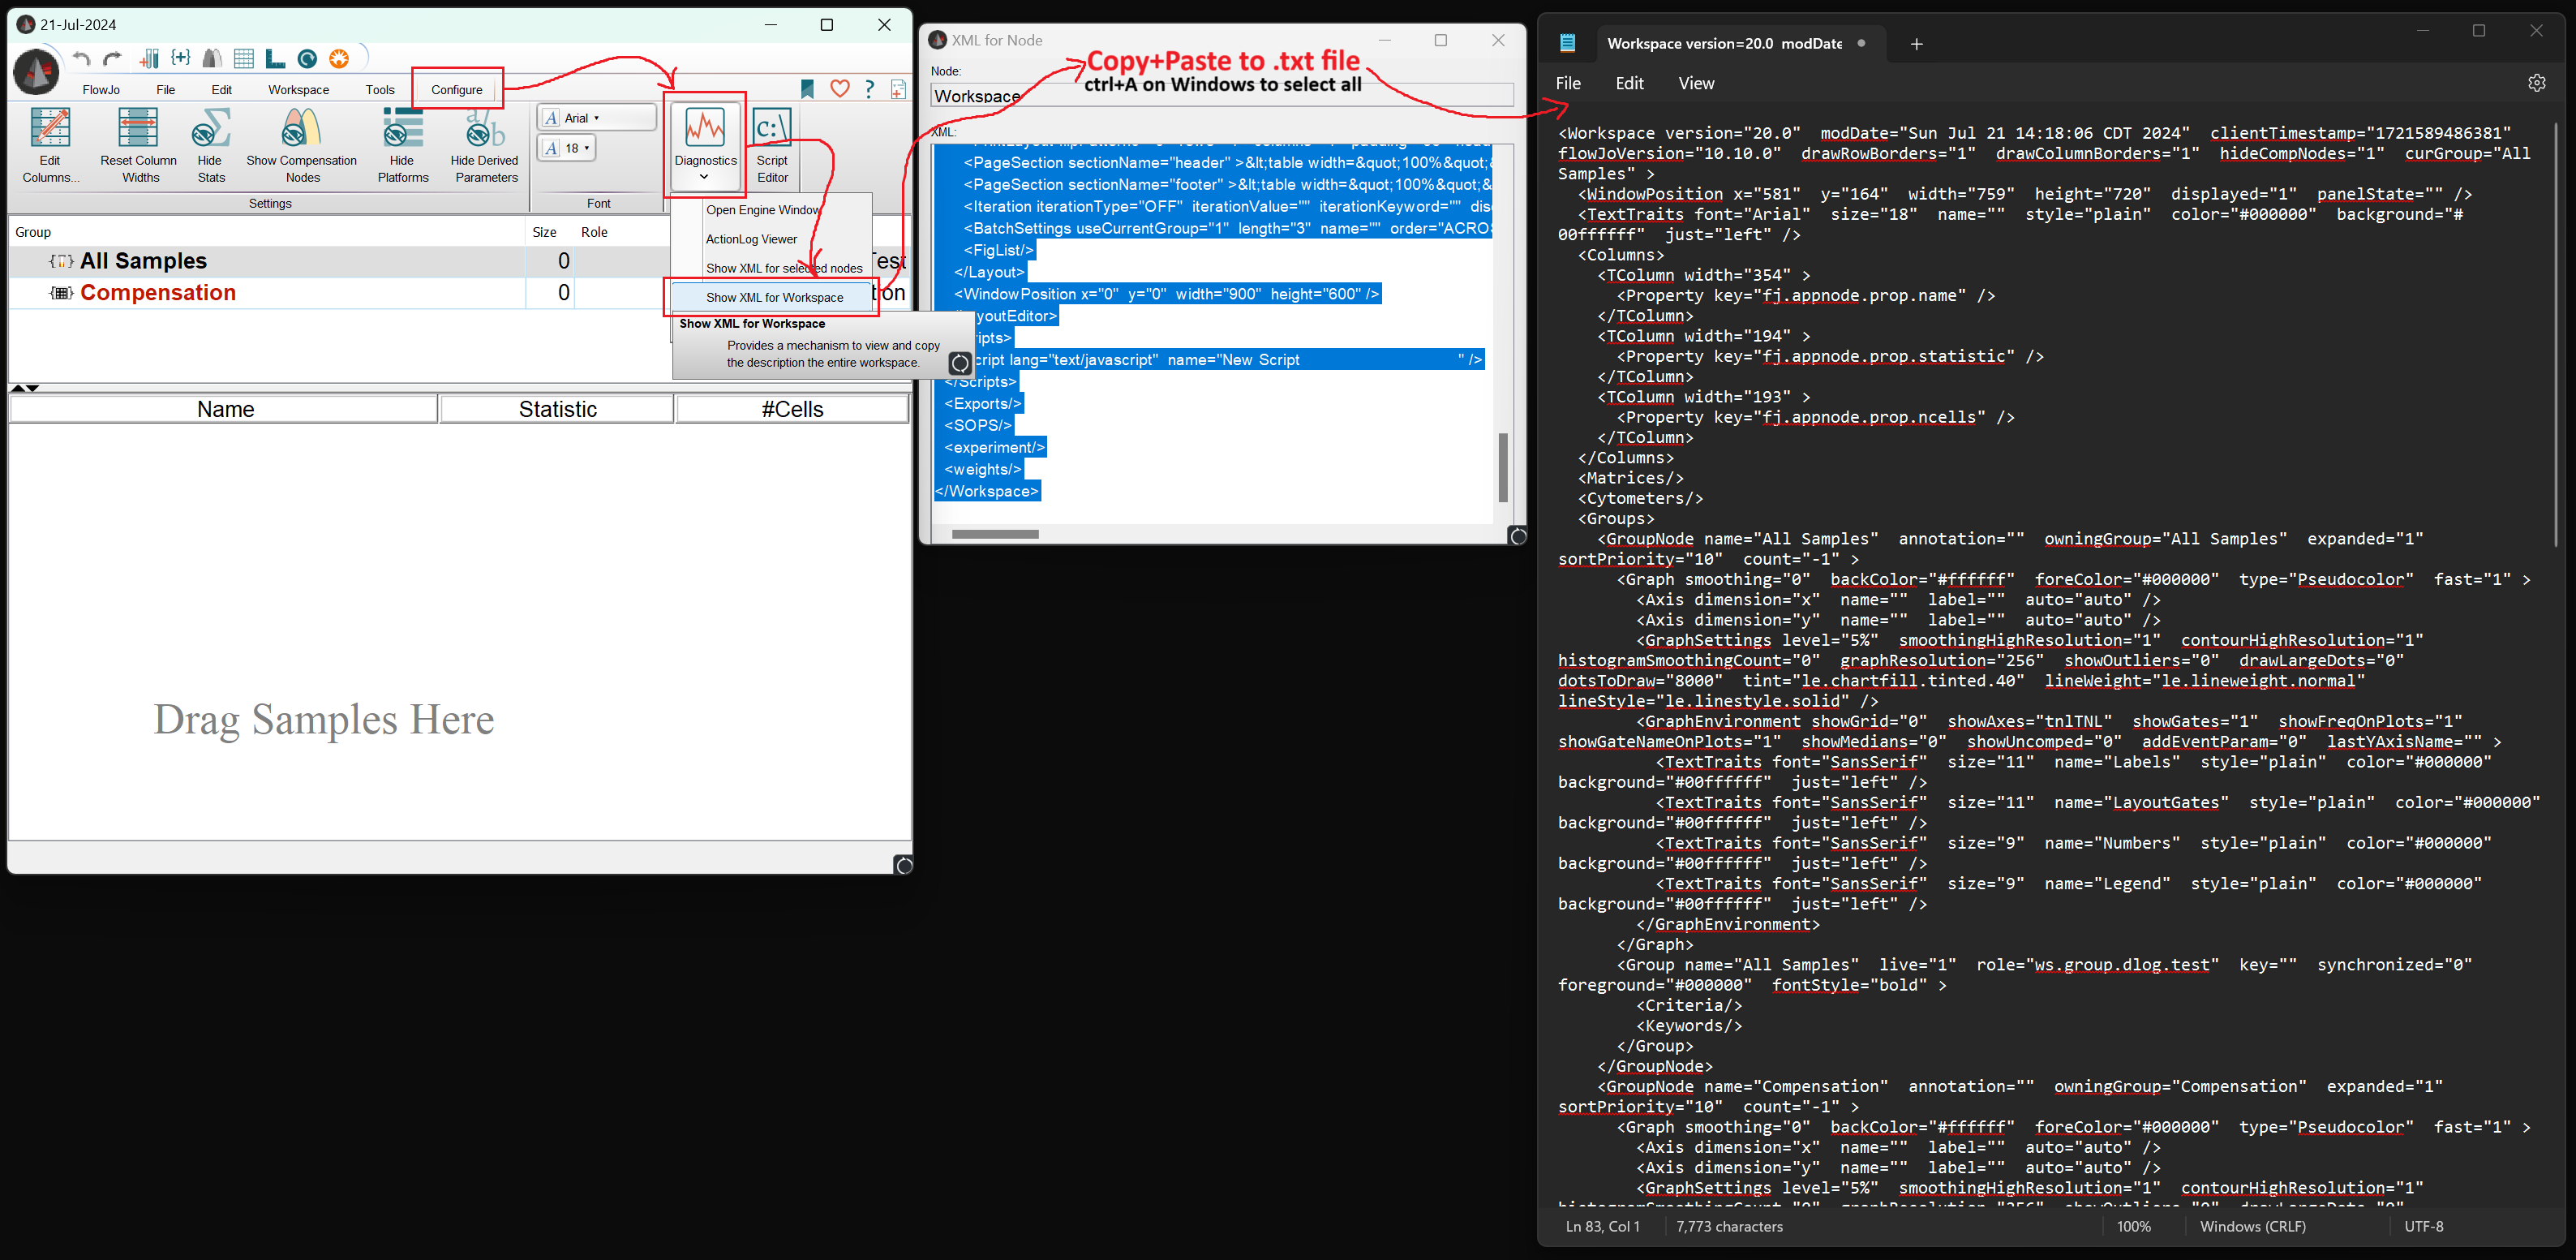 21-Jul-2024
FlowJo File Edit Workspace Tools Configure
Edit Columns...
Reset Column Widths
Hide Stats
Show Compensation Nodes
Hide Platforms
Hide Derived Parameters
Settings
Arial
18
Font
Diagnostics
Script Editor
Open Engine Window
ActionLog Viewer
Show XML for selected nodes
Show XML for Workspace
Show XML for Workspace
Provides a mechanism to view and copy
the description the entire workspace.
Group Size Role
All Samples 0
Compensation 0
Name Statistic #Cells
Drag Samples Here
XML for Node
Copy+Paste to .txt file
ctrl+A on Windows to select all
Node:
Workspace
XML:
<PageSection sectionName="header" >&lt;table width=&quot;100%&quot;&
<PageSection sectionName="footer" >&lt;table width=&quot;100%&quot;&
<Iteration iterationType="OFF" iterationValue="" iterationKeyword=""
<BatchSettings useCurrentGroup="1" length="3" name="" order="ACROS
<FigList/>
</Layout>
<WindowPosition x="0" y="0" width="900" height="600" />
youtEditor>
ripts>
cript lang="text/javascript" name="New Script " />
</Scripts>
<Exports/>
<SOPS/>
<experiment/>
<weights/>
</Workspace>
Workspace version=20.0 modDate
File Edit View
<Workspace version="20.0" modDate="Sun Jul 21 14:18:06 CDT 2024" clientTimestamp="1721589486381"
flowJoVersion="10.10.0" drawRowBorders="1" drawColumnBorders="1" hideCompNodes="1" curGroup="All
Samples" >
<WindowPosition x="581" y="164" width="759" height="720" displayed="1" panelState="" />
<TextTraits font="Arial" size="18" name="" style="plain" color="#000000" background="#
00ffffff" just="left" />
<Columns>
<TColumn width="354" >
<Property key="fj.appnode.prop.name" />
</TColumn>
<TColumn width="194" >
<Property key="fj.appnode.prop.statistic" />
</TColumn>
<TColumn width="193" >
<Property key="fj.appnode.prop.ncells" />
</TColumn>
</Columns>
<Matrices/>
<Cytometers/>
<Groups>
<GroupNode name="All Samples" annotation="" owningGroup="All Samples" expanded="1"
sortPriority="10" count="-1" >
<Graph smoothing="0" backColor="#ffffff" foreColor="#000000" type="Pseudocolor" fast="1" >
<Axis dimension="x" name="" label="" auto="auto" />
<Axis dimension="y" name="" label="" auto="auto" />
<GraphSettings level="5%" smoothingHighResolution="1" contourHighResolution="1"
histogramSmoothingCount="0" graphResolution="256" showOutliers="0" drawLargeDots="0"
dotsToDraw="8000" tint="le.chartfill.tinted.40" lineWeight="le.lineweight.normal"
lineStyle="le.linestyle.solid" />
<GraphEnvironment showGrid="0" showAxes="tnlTNL" showGates="1" showFreqOnPlots="1"
showGateNameOnPlots="1" showMedians="0" showUncomped="0" addEventParam="0" lastYAxisName="" >
<TextTraits font="SansSerif" size="11" name="Labels" style="plain" color="#000000"
background="#00ffffff" just="left" />
<TextTraits font="SansSerif" size="11" name="LayoutGates" style="plain" color="#000000"
background="#00ffffff" just="left" />
<TextTraits font="SansSerif" size="9" name="Numbers" style="plain" color="#000000"
background="#00ffffff" just="left" />
<TextTraits font="SansSerif" size="9" name="Legend" style="plain" color="#000000"
background="#00ffffff" just="left" />
</GraphEnvironment>
</Graph>
<Group name="All Samples" live="1" role="ws.group.dlog.test" key="" synchronized="0"
foreground="#000000" fontStyle="bold" >
<Criteria/>
<Keywords/>
</Group>
</GroupNode>
<GroupNode name="Compensation" annotation="" owningGroup="Compensation" expanded="1"
sortPriority="10" count="-1" >
<Graph smoothing="0" backColor="#ffffff" foreColor="#000000" type="Pseudocolor" fast="1" >
<Axis dimension="x" name="" label="" auto="auto" />
<Axis dimension="y" name="" label="" auto="auto" />
<GraphSettings level="5%" smoothingHighResolution="1" contourHighResolution="1"
Ln 83, Col 1 7,773 characters 100% Windows (CRLF) UTF-8